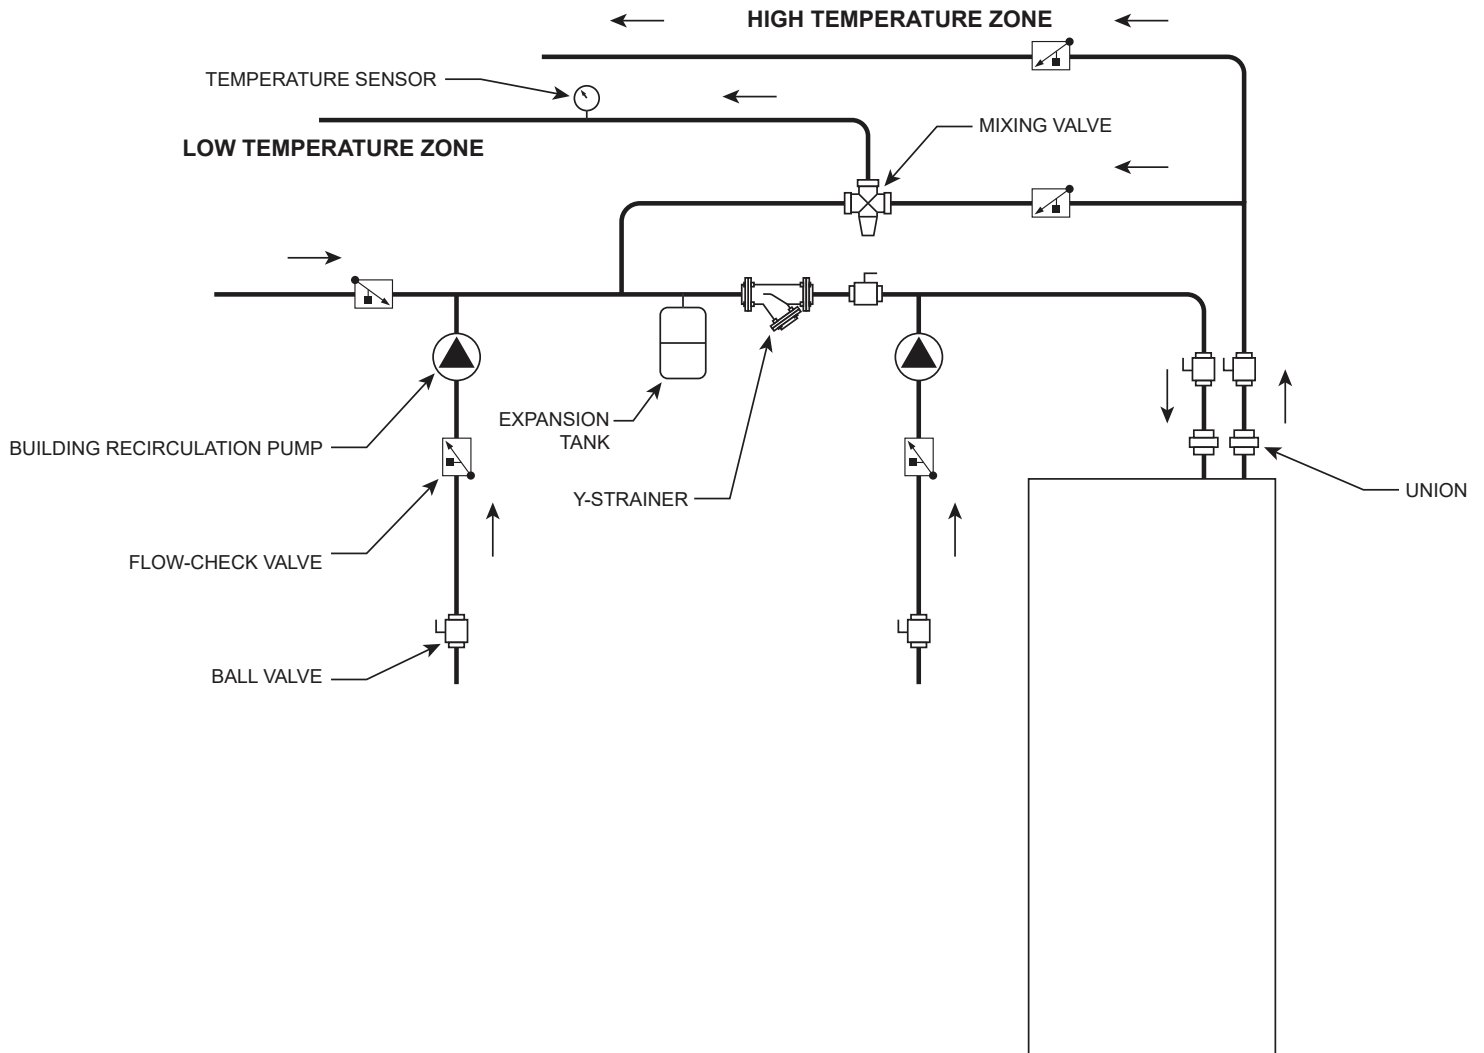 HIGH TEMPERATURE ZONE
TEMPERATURE SENSOR
MIXING VALVE
LOW TEMPERATURE ZONE
EXPANSION
TANK
BUILDING RECIRCULATION PUMP
Y-STRAINER
UNION
FLOW-CHECK VALVE
BALL VALVE